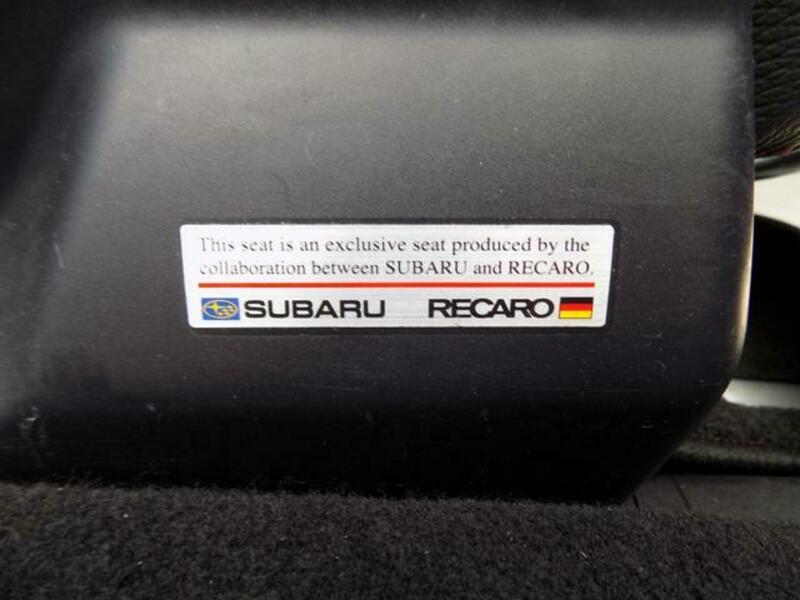 This seat is an exclusive seat produced by the
collaboration between SUBARU and RECARO.
SUBARU RECARO